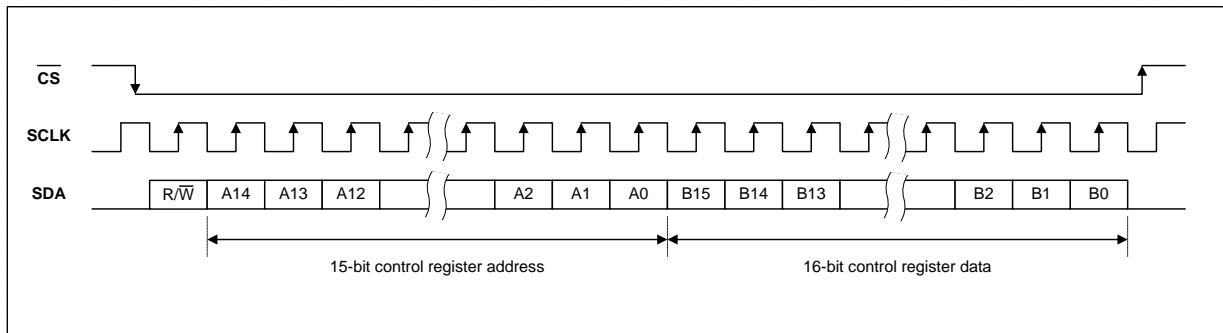 CS
SCLK
SDA R/W A14 A13 A12 A2 A1 A0 B15 B14 B13 B2 B1 B0
15-bit control register address 16-bit control register data